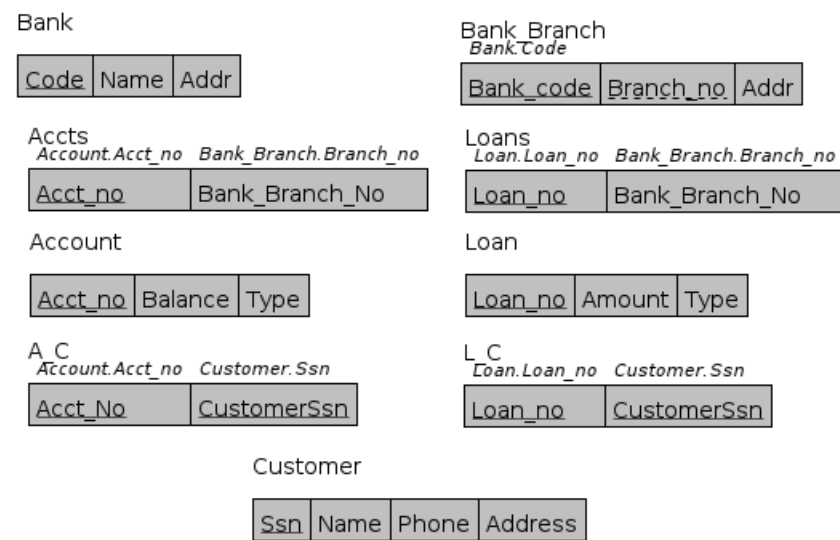 Bank
Code Name Addr
Bank_Branch
Bank.Code
Bank_code Branch_no Addr
Accts
Account.Acct_no Bank_Branch.Branch_no
Acct_no Bank_Branch_No
Loans
Loan.Loan_no Bank_Branch.Branch_no
Loan_no Bank_Branch_No
Account
Acct_no Balance Type
Loan
Loan_no Amount Type
A_C
Account.Acct_no Customer.Ssn
Acct_No CustomerSsn
L_C
Loan.Loan_no Customer.Ssn
Loan_no CustomerSsn
Customer
Ssn Name Phone Address